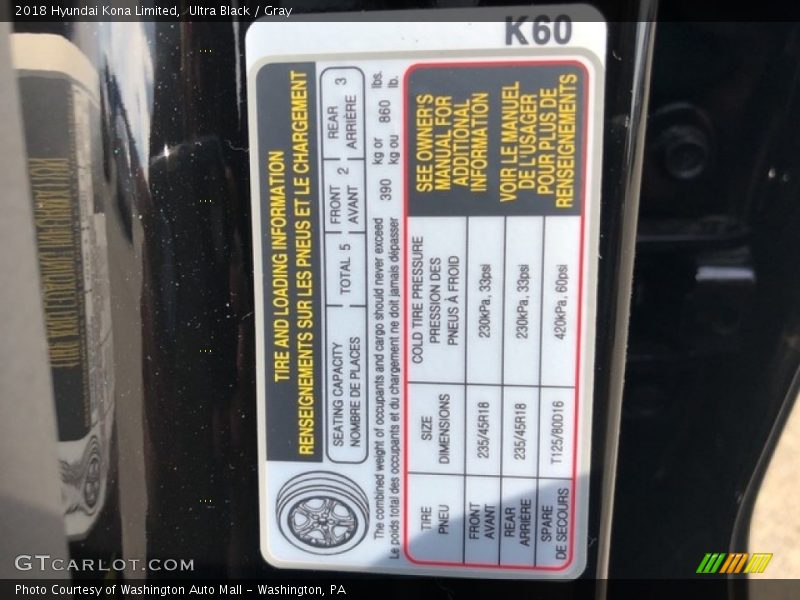 2018 Hyundai Kona Limited,  Ultra Black / Gray
K60
TIRE AND LOADING INFORMATION
RENSEIGNEMENTS SUR LES PNEUS ET LE CHARGEMENT
SEATING CAPACITY
NOMBRE DE PLACES
TOTAL 5
FRONT
AVANT 2
REAR
ARRIÈRE 3
The combined weight of occupants and cargo should never exceed 390 kg or 860 lbs.
Le poids total des occupants et du chargement ne doit jamais dépasser kg ou lb.
TIRE
PNEU
SIZE
DIMENSIONS
COLD TIRE PRESSURE
PRESSION DES
PNEUS À FROID
SEE OWNER'S
MANUAL FOR
ADDITIONAL
INFORMATION
VOIR LE MANUEL
DE L'USAGER
POUR PLUS DE
RENSEIGNEMENTS
FRONT
AVANT
235/45R18
230kPa, 33psi
REAR
ARRIÈRE
235/45R18
230kPa, 33psi
SPARE
DE SECOURS
T125/80D16
420kPa, 60psi
GTCARLOT.COM
Photo Courtesy of Washington Auto Mall - Washington, PA